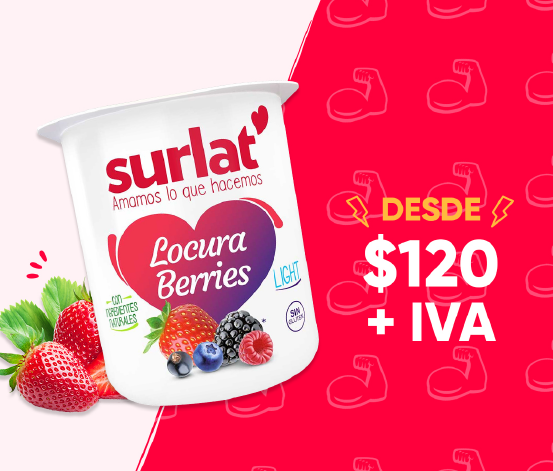 surlat
Amamos lo que hacemos
Locura
Berries
LIGHT
con
INGREDIENTES
NATURALES
SIN
GLUTEN
DESDE
$120
+ IVA